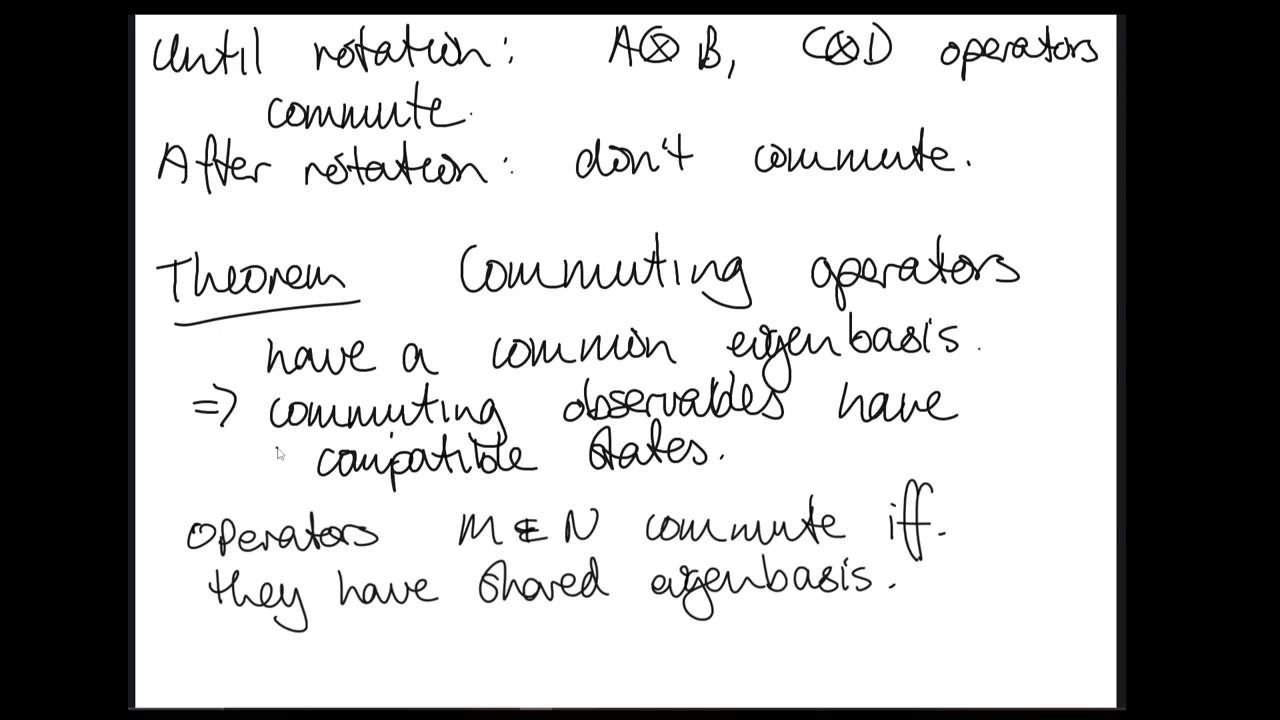 Until rotation: A⊗B, C⊗D operators
commute.
After rotation: don't commute.
Theorem Commuting operators
have a common eigenbasis.
=> commuting observables have
compatible states.
Operators M & N commute iff.
they have shared eigenbasis.